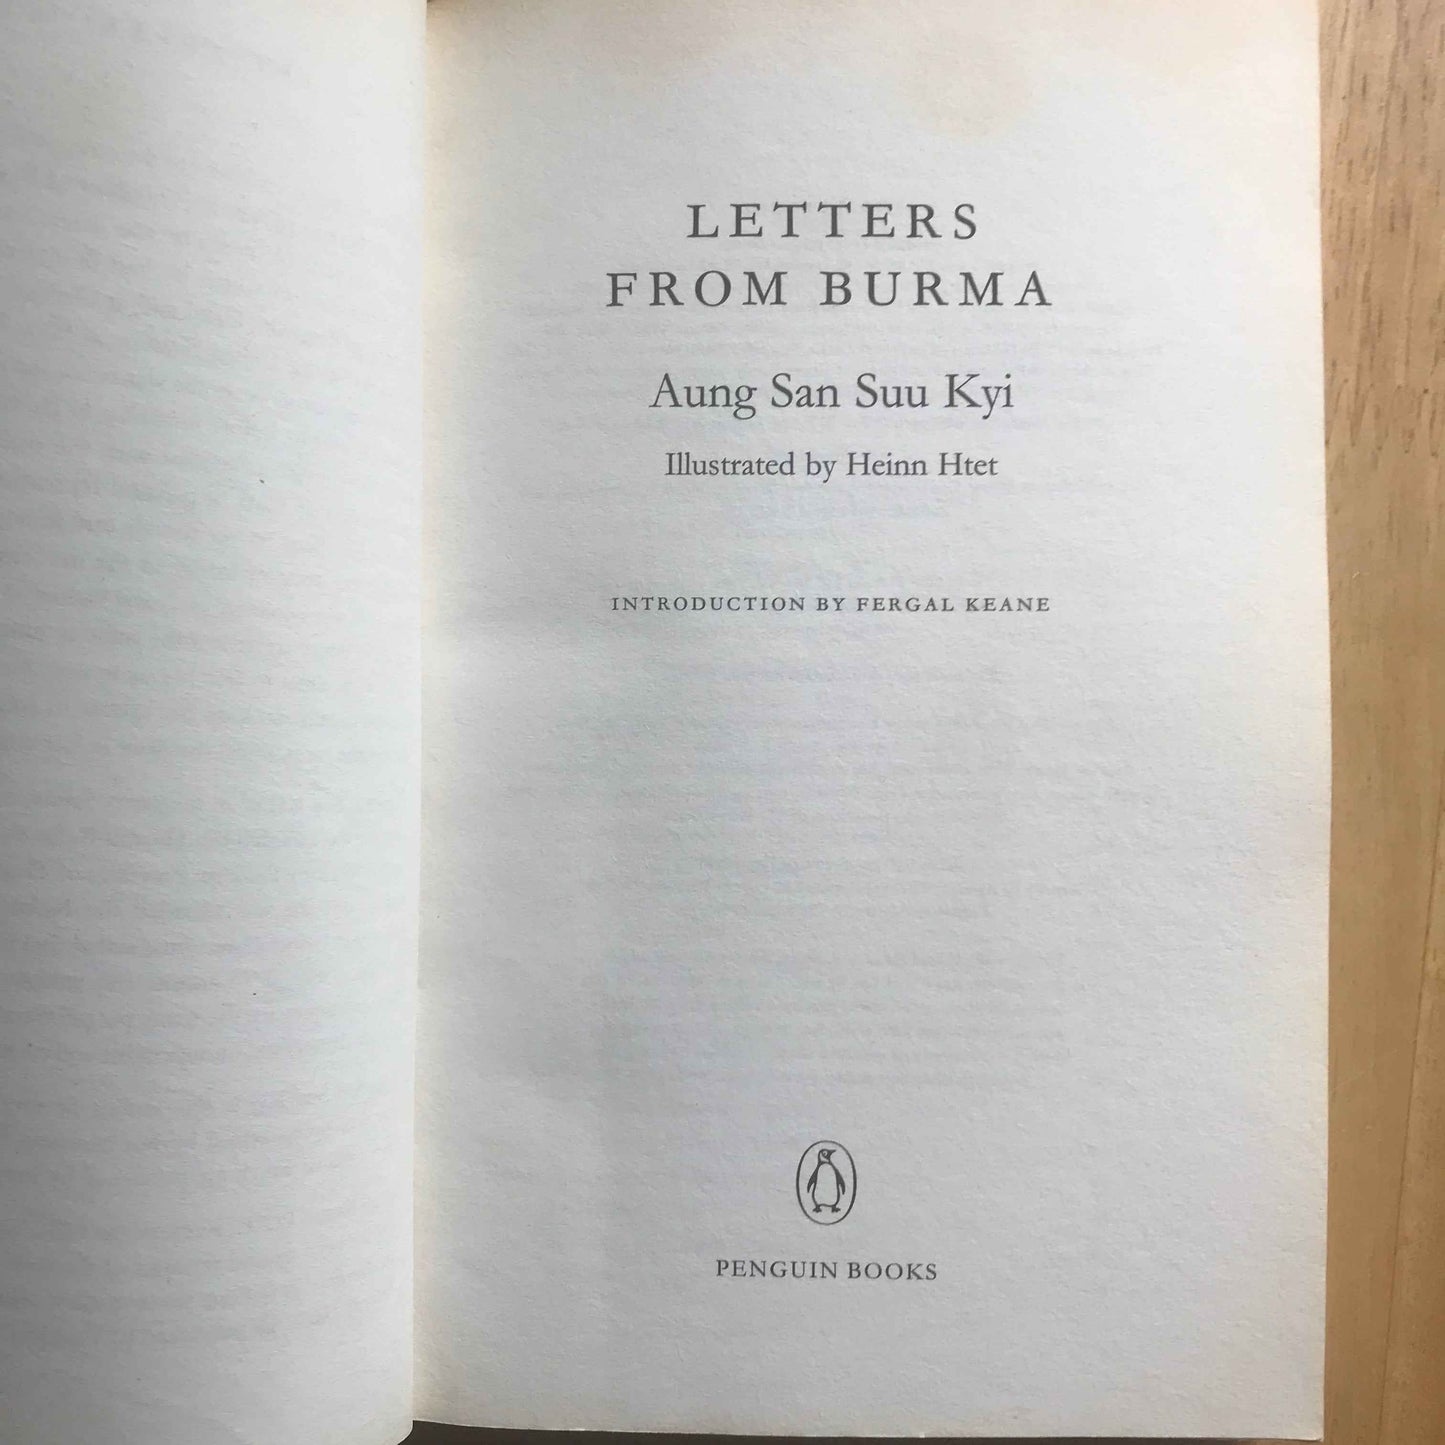 LETTERS
FROM BURMA
Aung San Suu Kyi
Illustrated by Heinn Htet
INTRODUCTION BY FERGAL KEANE
PENGUIN BOOKS